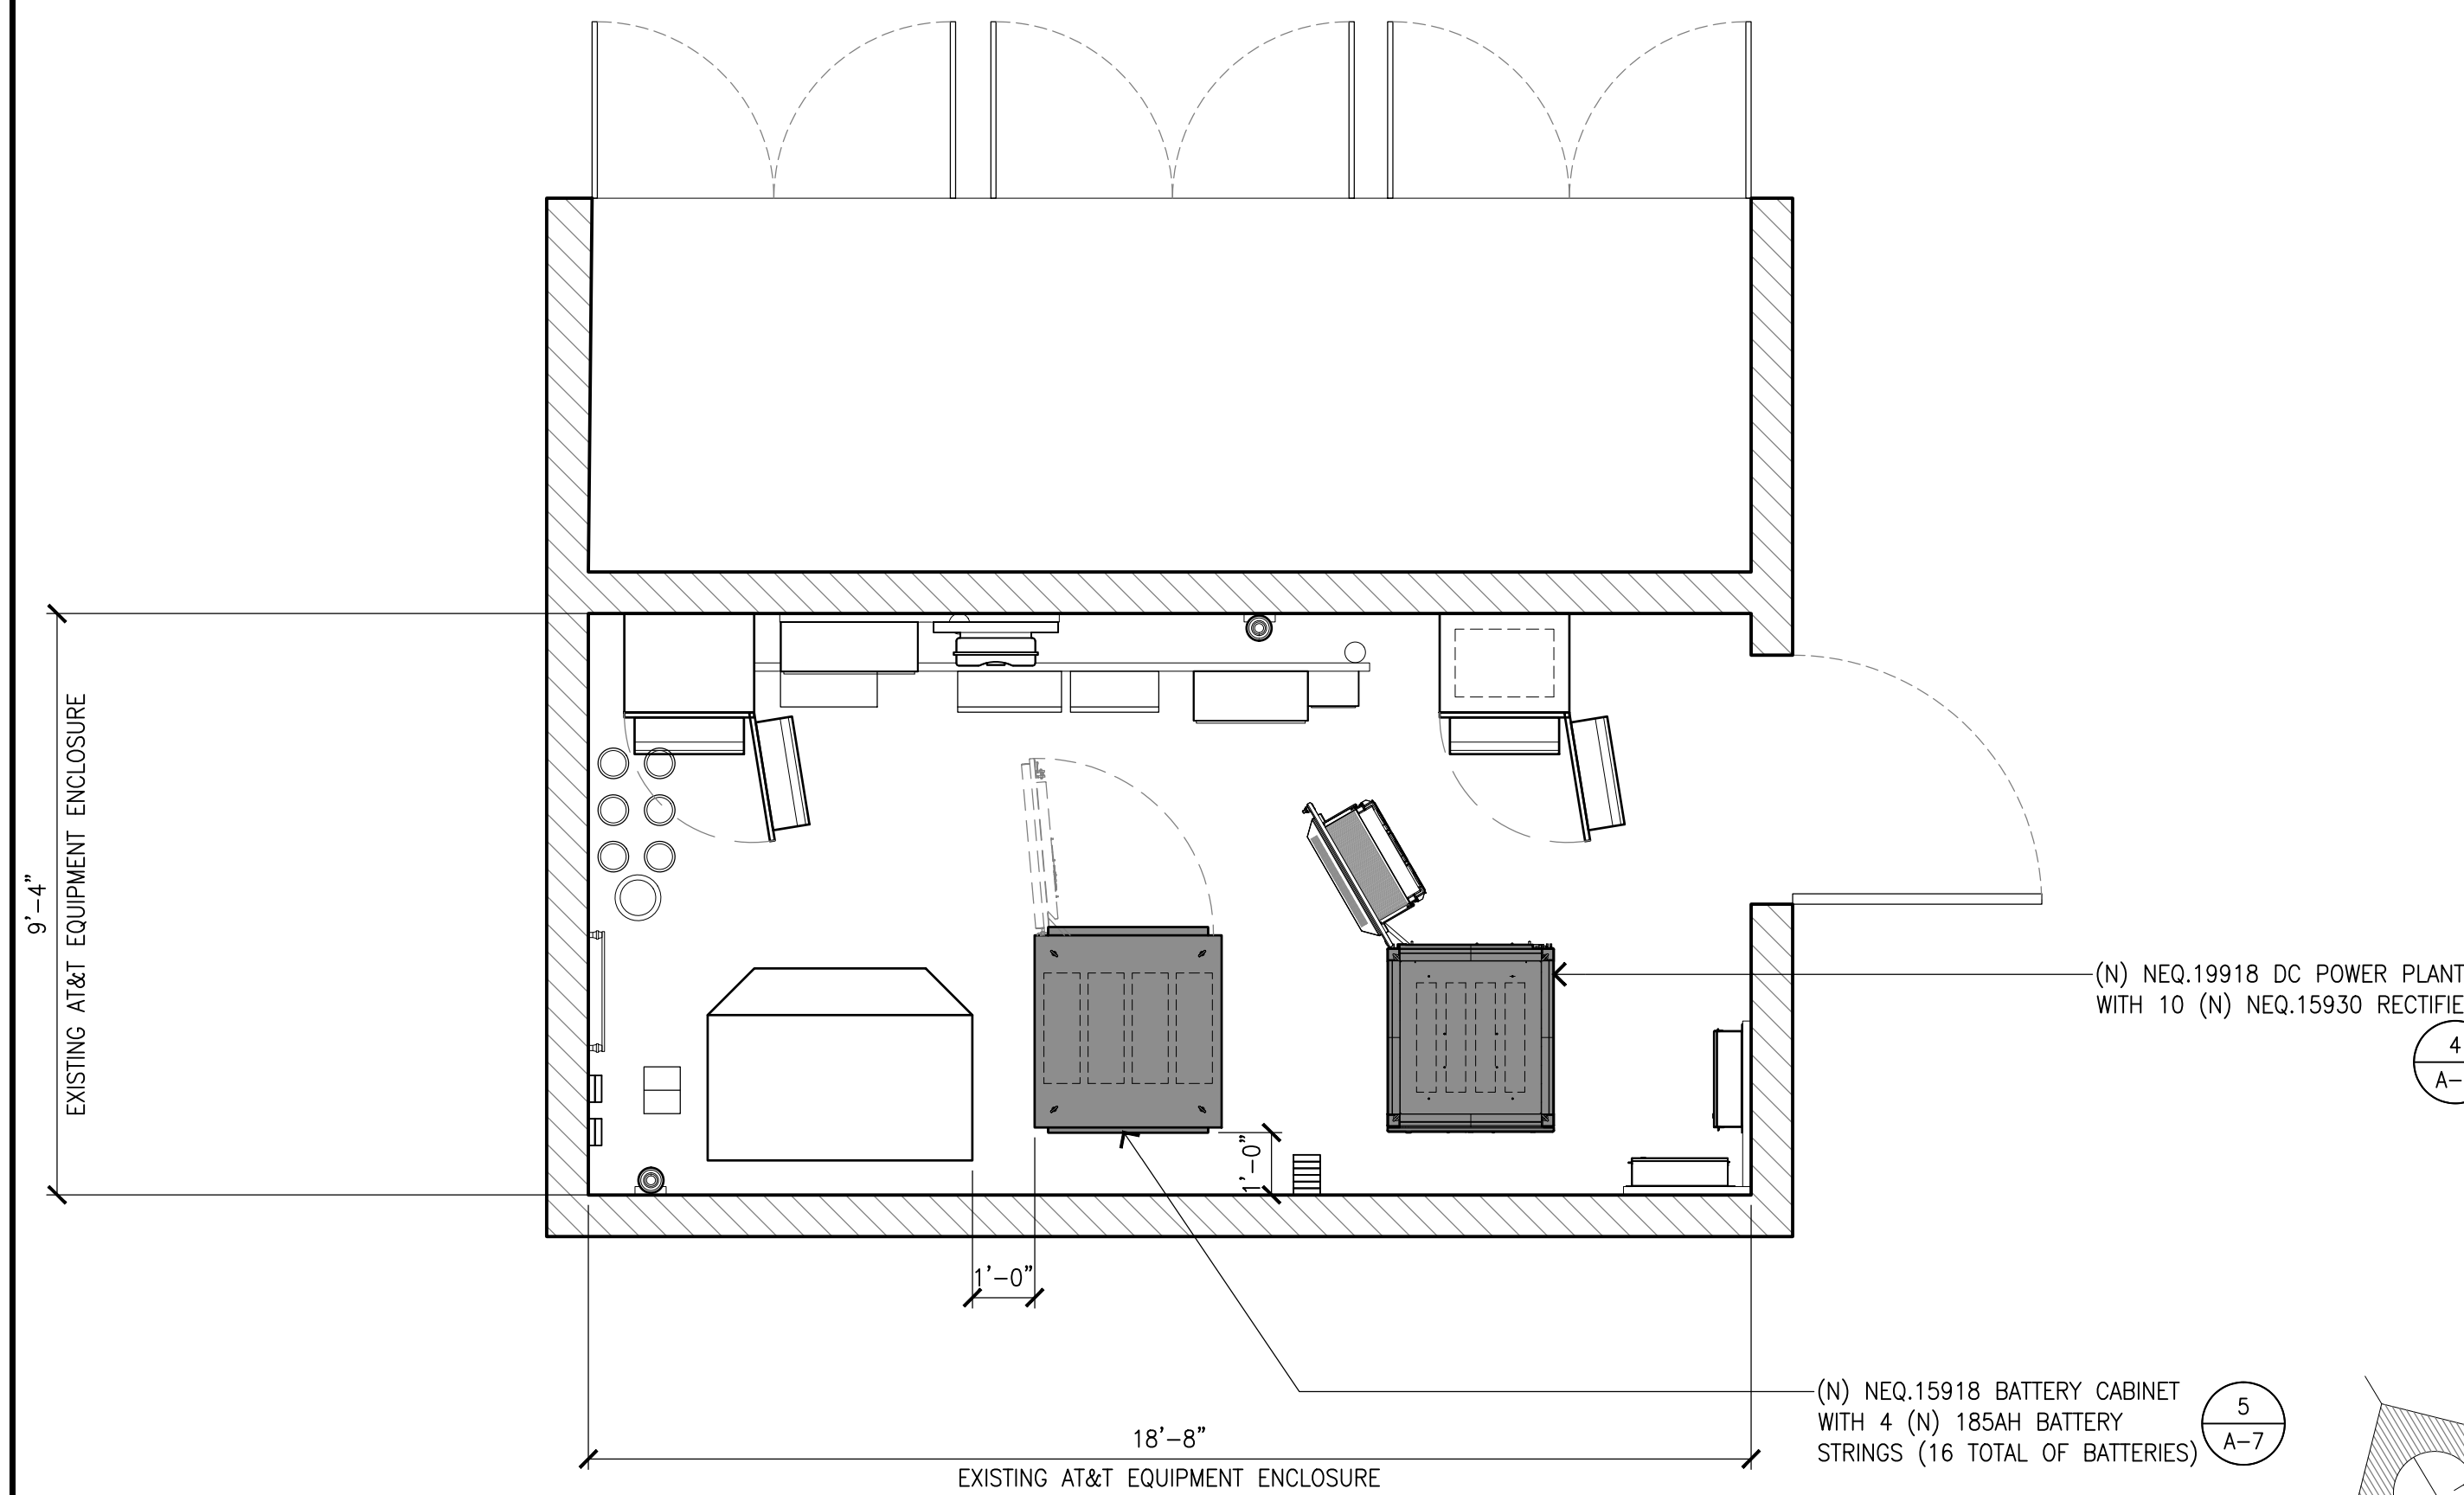 9'-4"
EXISTING AT&T EQUIPMENT ENCLOSURE
(N) NEQ.19918 DC POWER PLANT
WITH 10 (N) NEQ.15930
4
1'-0"
1'-0"
(N) NEQ.15918 BATTERY CABINET
WITH 4 (N) 185AH BATTERY
STRINGS (16 TOTAL OF BATTERIES)
5
A-7
18'-8"
EXISTING AT&T EQUIPMENT ENCLOSURE